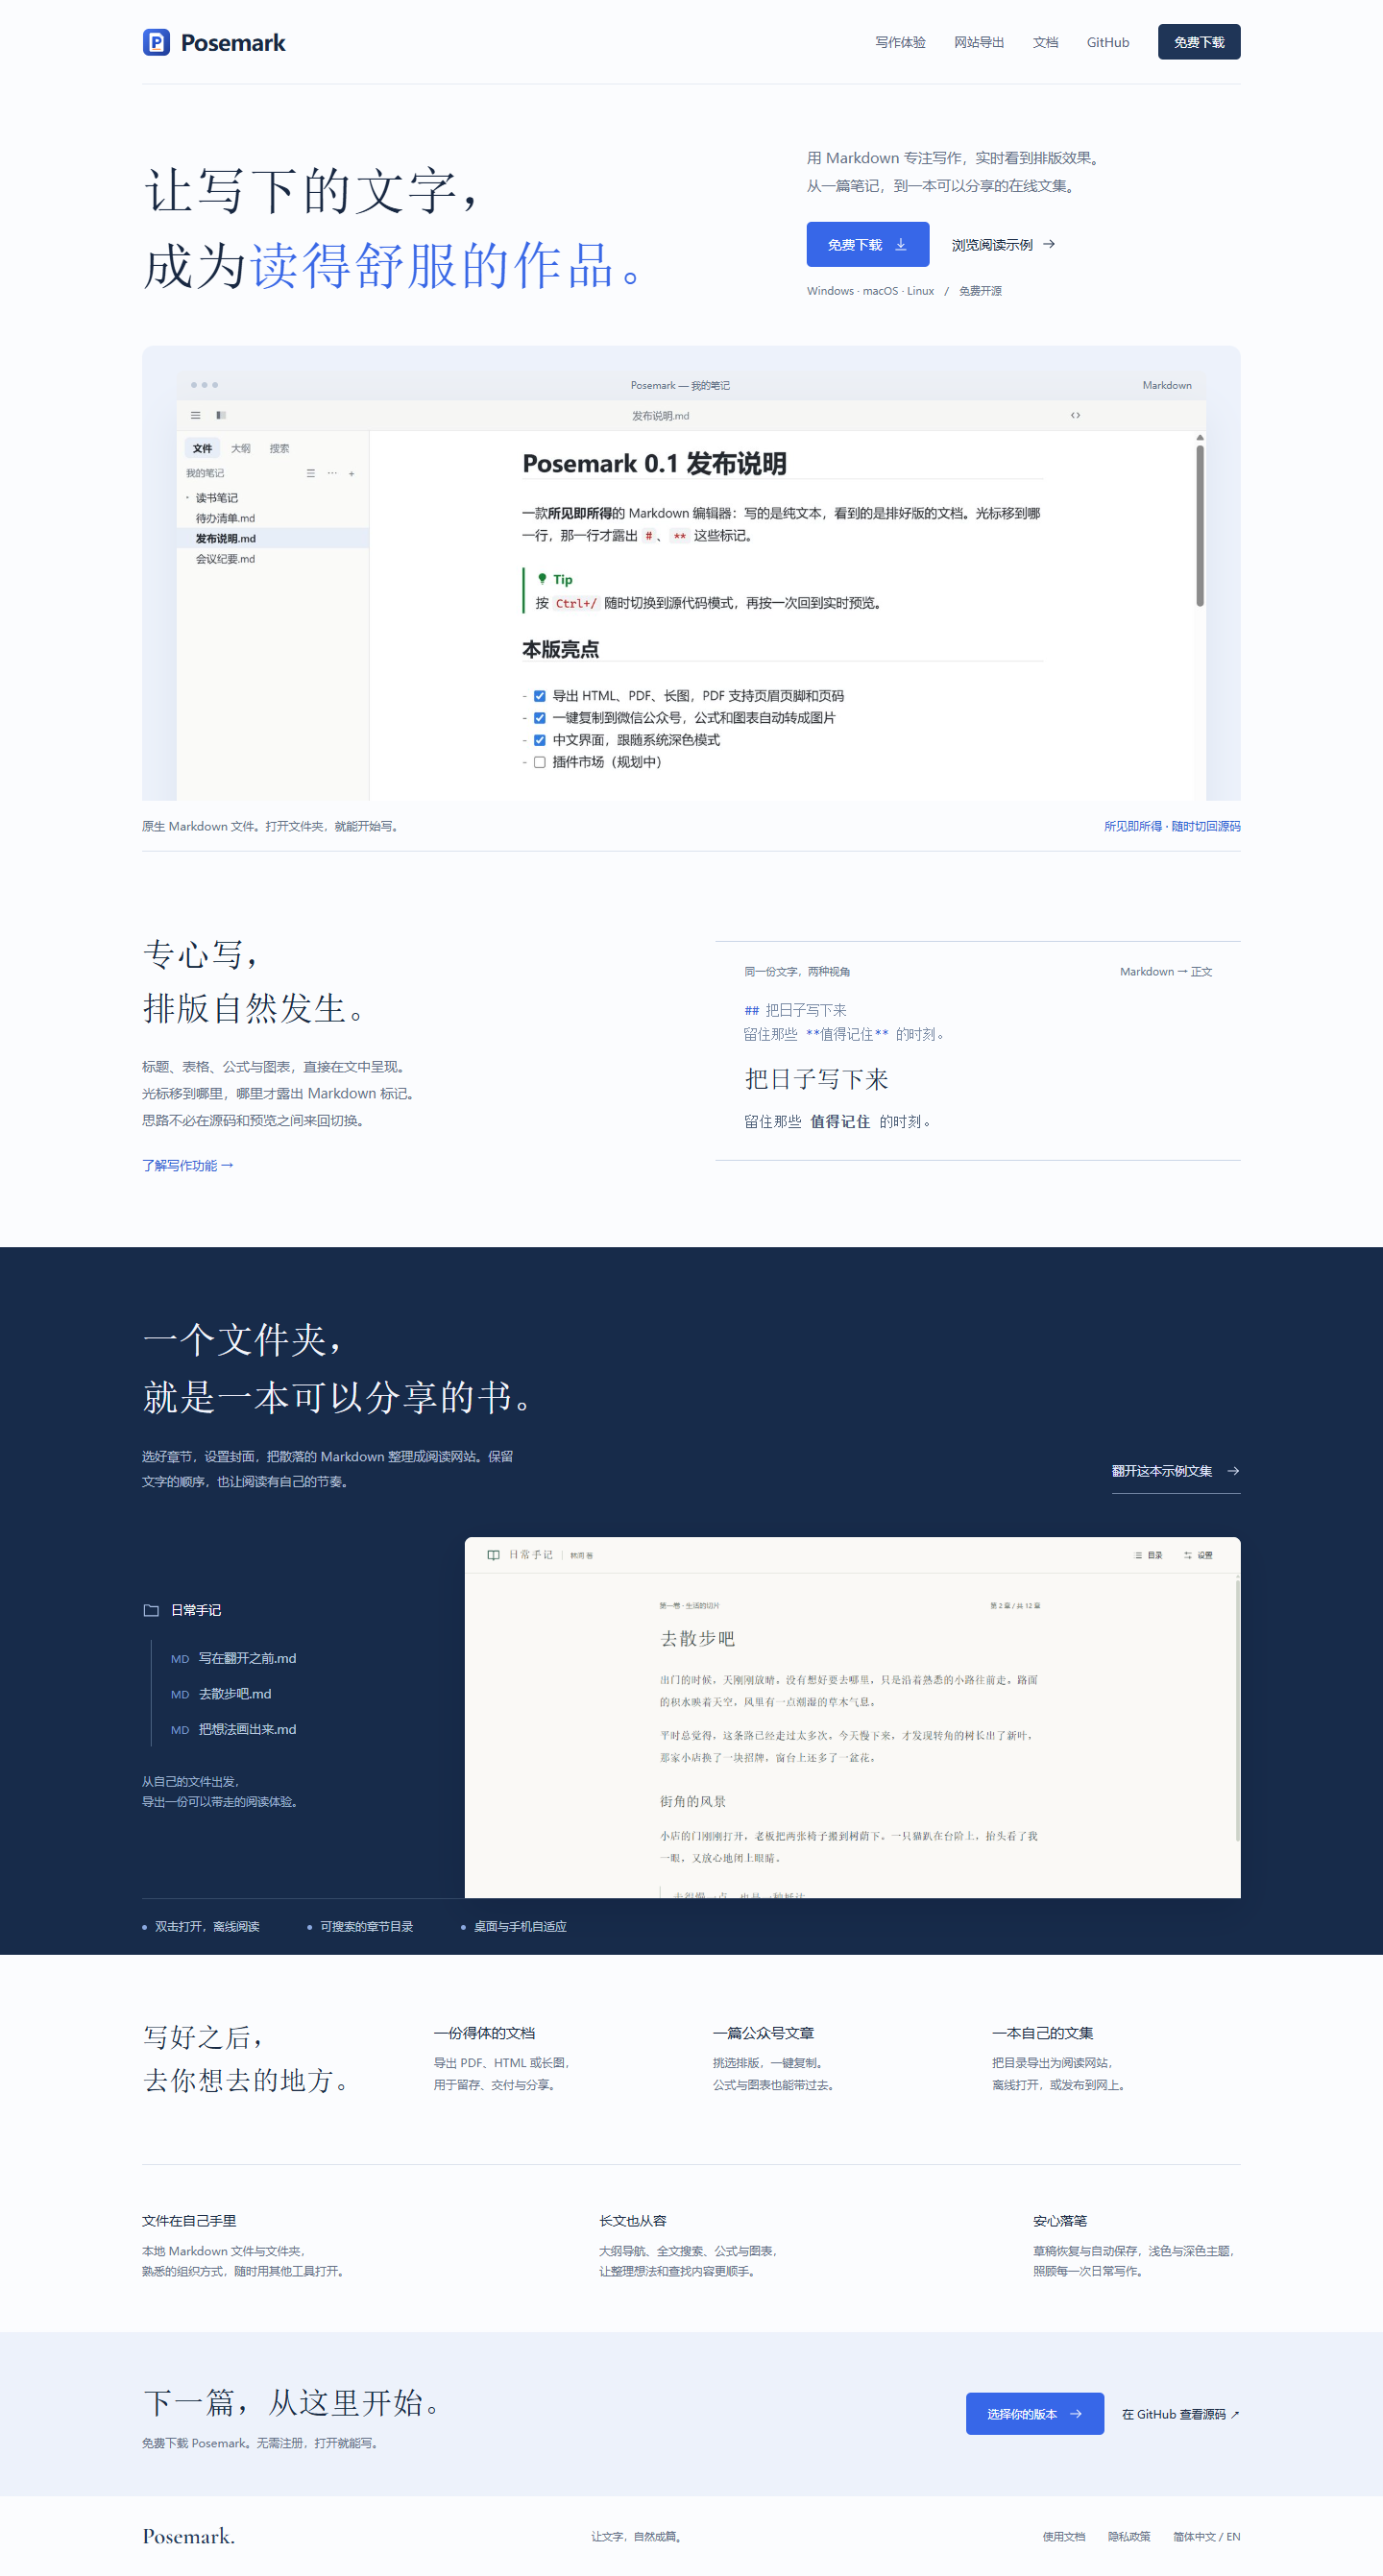 Posemark
写作体验
网站导出
文档
GitHub
免费下载
让写下的文字，
成为读得舒服的作品。
用 Markdown 专注写作，实时看到排版效果。
从一篇笔记，到一本可以分享的在线文集。
免费下载
浏览阅读示例 →
Windows · macOS · Linux / 免费开源
Posemark — 我的笔记
Markdown
发布说明.md
文件
大纲
搜索
我的笔记
读书笔记
待办清单.md
发布说明.md
会议纪要.md
Posemark 0.1 发布说明
一款所见即所得的 Markdown 编辑器：写的是纯文本，看到的是排好版的文档。光标移到哪
一行，那一行才露出 # 、 ** 这些标记。
Tip
按 Ctrl+/ 随时切换到源代码模式，再按一次回到实时预览。
本版亮点
- 导出 HTML、PDF、长图，PDF 支持页眉页脚和页码
- 一键复制到微信公众号，公式和图表自动转成图片
- 中文界面，跟随系统深色模式
- 插件市场（规划中）
原生 Markdown 文件。打开文件夹，就能开始写。
所见即所得 · 随时切回源码
专心写，
排版自然发生。
标题、表格、公式与图表，直接在文中呈现。
光标移到哪里，哪里才露出 Markdown 标记。
思路不必在源码和预览之间来回切换。
了解写作功能 →
同一份文字，两种视角
Markdown → 正文
## 把日子写下来
留住那些 **值得记住** 的时刻。
把日子写下来
留住那些 值得记住 的时刻。
一个文件夹，
就是一本可以分享的书。
选好章节，设置封面，把散落的 Markdown 整理成阅读网站。保留
文字的顺序，也让阅读有自己的节奏。
翻开这本示例文集 →
日常手记
MD 写在翻开之前.md
MD 去散步吧.md
MD 把想法画出来.md
从自己的文件出发，
导出一份可以带走的阅读体验。
日常手记
目录
设置
第一卷 · 生活的切片
第 2 章 / 共 12 章
去散步吧
出门的时候，天刚刚放晴。没有想好要去哪里，只是沿着熟悉的小路往前走。路面
的积水映着天空，风里有一点潮湿的草木气息。
平时总觉得，这条路已经走过太多次。今天慢下来，才发现转角的树长出了新叶，
那家小店换了一块招牌，窗台上还多了一盆花。
街角的风景
小店的门刚刚打开，老板把两张椅子搬到树荫下。一只猫趴在台阶上，抬头看了我
一眼，又放心地闭上眼睛。
双击打开，离线阅读
可搜索的章节目录
桌面与手机自适应
写好之后，
去你想去的地方。
一份得体的文档
导出 PDF、HTML 或长图，
用于留存、交付与分享。
一篇公众号文章
挑选排版，一键复制。
公式与图表也能带过去。
一本自己的文集
把目录导出为阅读网站，
离线打开，或发布到网上。
文件在自己手里
本地 Markdown 文件与文件夹，
熟悉的组织方式，随时用其他工具打开。
长文也从容
大纲导航、全文搜索、公式与图表，
让整理想法和查找内容更顺手。
安心落笔
草稿恢复与自动保存，浅色与深色主题，
照顾每一次日常写作。
下一篇，从这里开始。
免费下载 Posemark。无需注册，打开就能写。
选择你的版本 →
在 GitHub 查看源码 ↗
Posemark.
让文字，自然成篇。
使用文档
隐私政策
简体中文 / EN